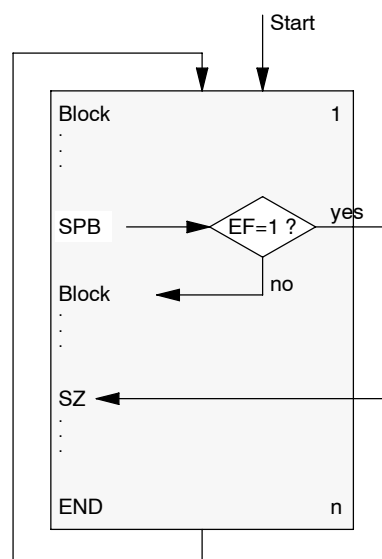 Start
Block 1
.
.
.
SPB EF=1 ? yes
no
Block
.
.
.
SZ
.
.
.
END n